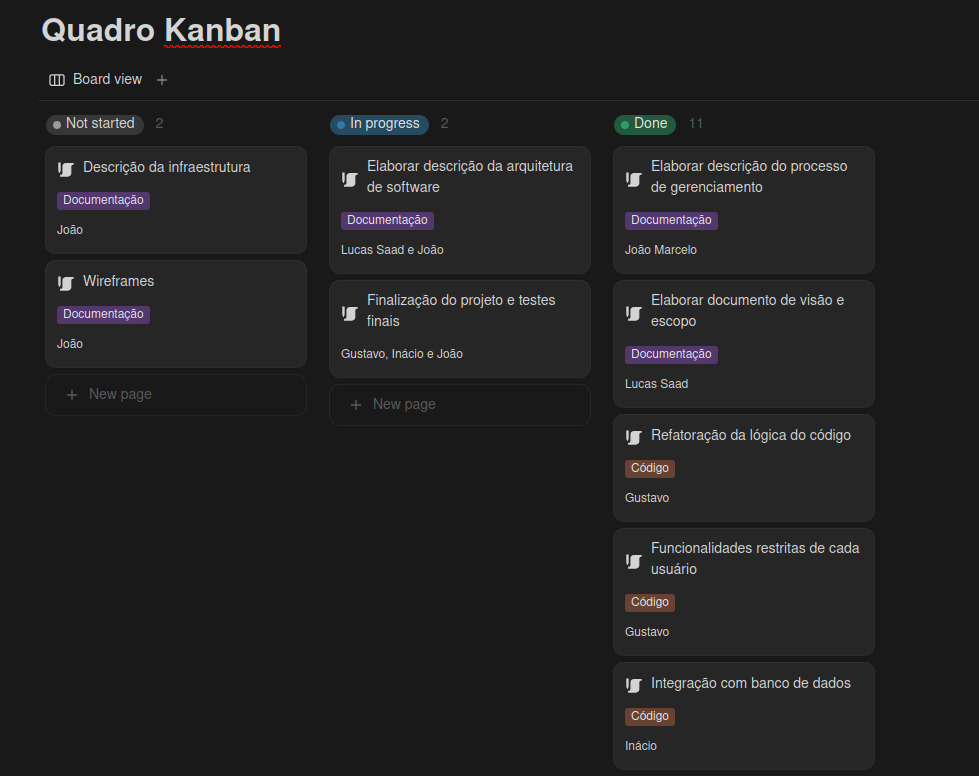 Quadro Kanban
Board view
Not started 2
Descrição da infraestrutura
Documentação
João
Wireframes
Documentação
João
New page
In progress 2
Elaborar descrição da arquitetura
de software
Documentação
Lucas Saad e João
Finalização do projeto e testes
finais
Gustavo, Inácio e João
New page
Done 11
Elaborar descrição do processo
de gerenciamento
Documentação
João Marcelo
Elaborar documento de visão e
escopo
Documentação
Lucas Saad
Refatoração da lógica do código
Código
Gustavo
Funcionalidades restritas de cada
usuário
Código
Gustavo
Integração com banco de dados
Código
Inácio